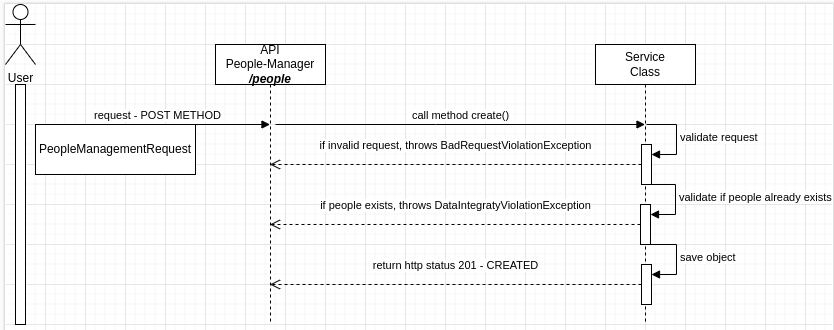 API
People-Manager
/people
Service
Class
User
request - POST METHOD
call method create()
PeopleManagementRequest
validate request
if invalid request, throws BadRequestViolationException
validate if people already exists
if people exists, throws DataIntegratyViolationException
save object
return http status 201 - CREATED